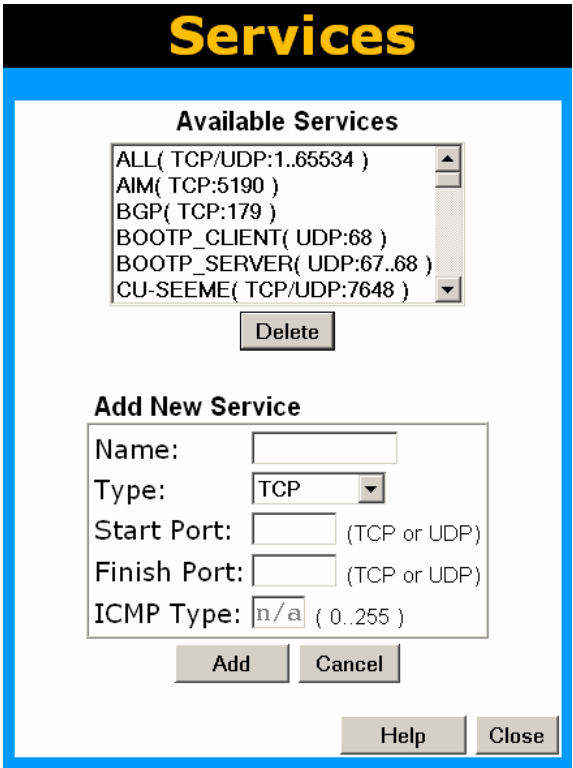 Services
Available Services
ALL( TCP/UDP:1..65534 )
AIM( TCP:5190 )
BGP( TCP:179 )
BOOTP_CLIENT( UDP:68 )
BOOTP_SERVER( UDP:67..68 )
CU-SEEME( TCP/UDP:7648 )
Delete
Add New Service
Name:
Type: TCP
Start Port: (TCP or UDP)
Finish Port: (TCP or UDP)
ICMP Type: n/a ( 0..255 )
Add Cancel
Help Close